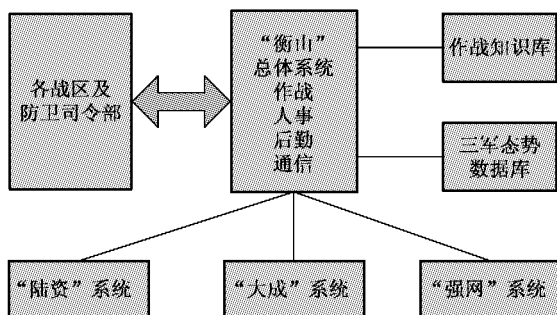 各战区及
防卫司令部
“衡山”
总体系统
作战
人事
后勤
通信
作战知识库
三军态势
数据库
“陆资”系统
“大成”系统
“强网”系统